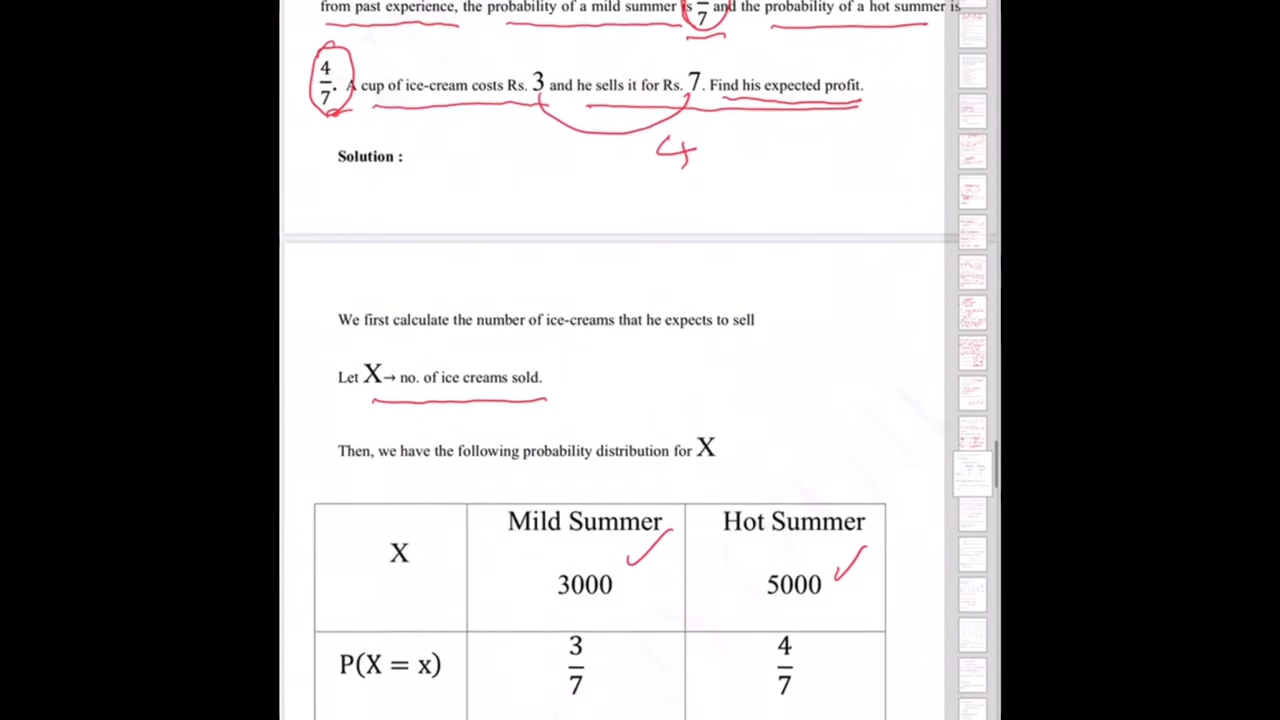 from past experience, the probability of a mild summer is /7 and the probability of a hot summer is
4/7. A cup of ice-cream costs Rs. 3 and he sells it for Rs. 7. Find his expected profit.
4
Solution :
We first calculate the number of ice-creams that he expects to sell
Let X→ no. of ice creams sold.
Then, we have the following probability distribution for X
X Mild Summer 3000 Hot Summer 5000
P(X = x) 3/7 4/7